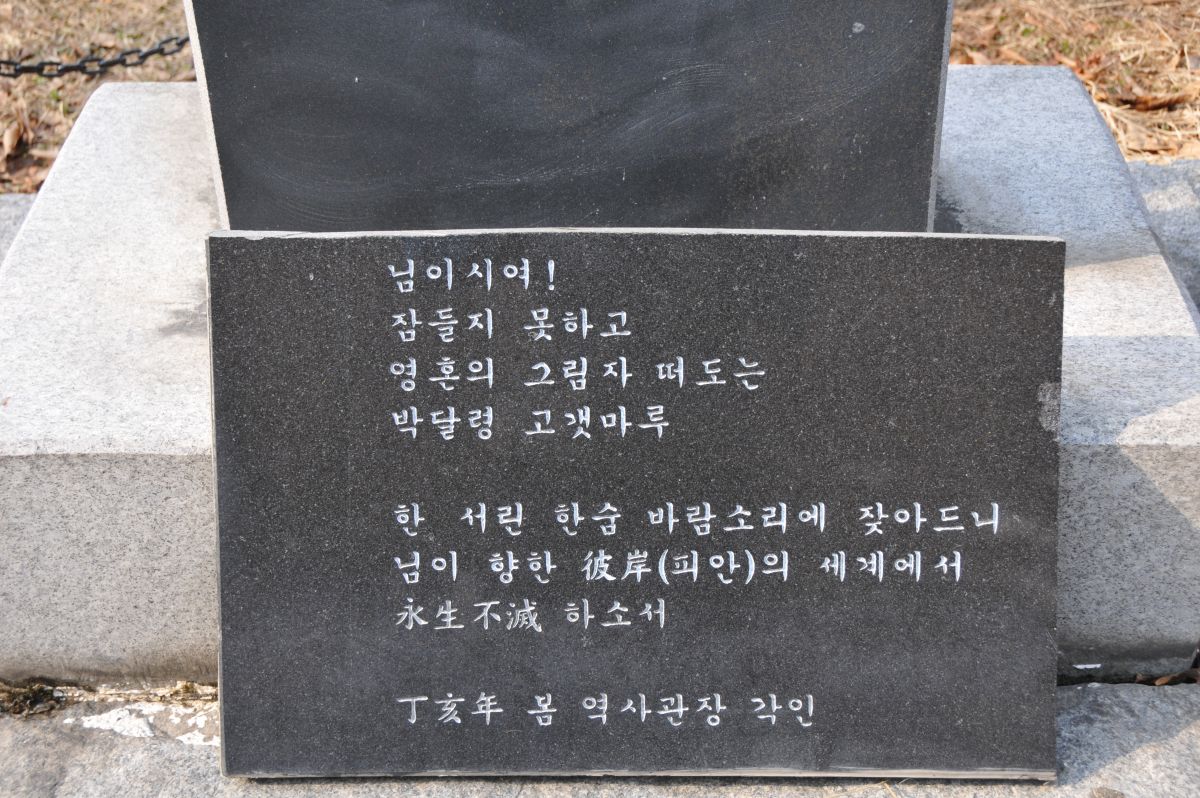 님이시여!
잠들지 못하고
영혼의 그림자 떠도는
박달령 고갯마루
한 서린 한숨 바람소리에 잦아드니
님이 향한 彼岸(피안)의 세계에서
永生不滅 하소서
丁亥年 봄 역사관장 각인